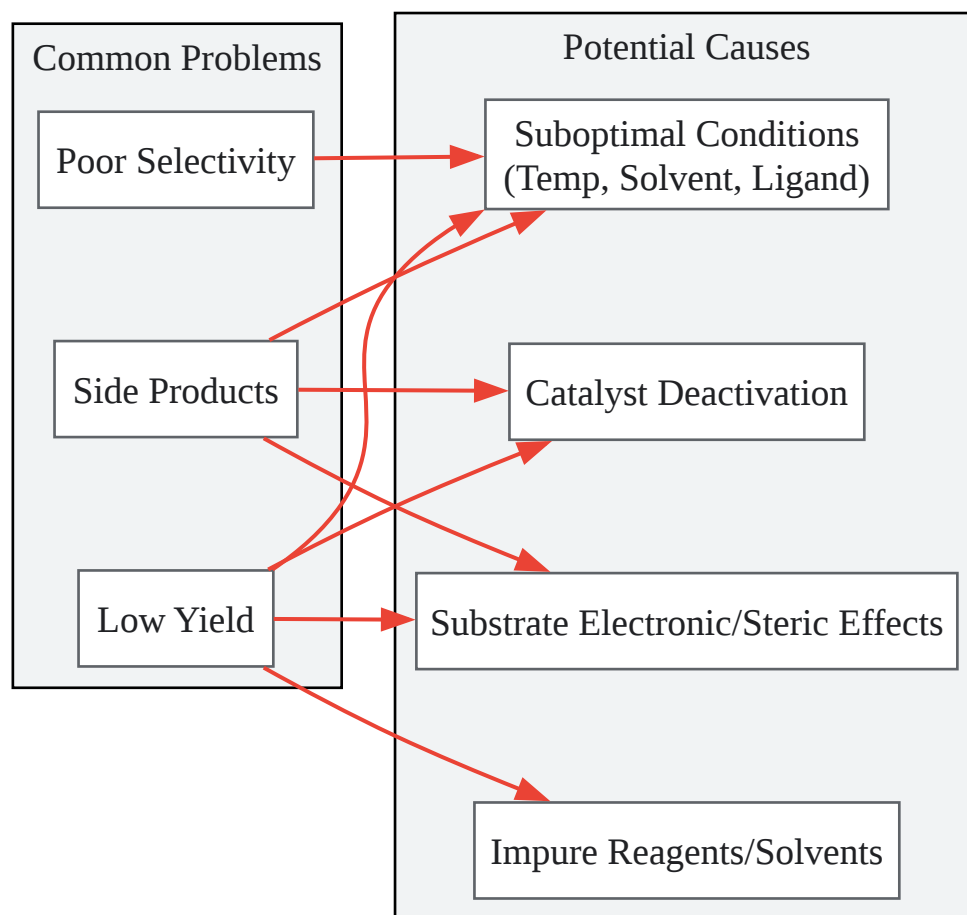 Common Problems
Poor Selectivity
Side Products
Low Yield
Potential Causes
Suboptimal Conditions
(Temp, Solvent, Ligand)
Catalyst Deactivation
Substrate Electronic/Steric Effects
Impure Reagents/Solvents